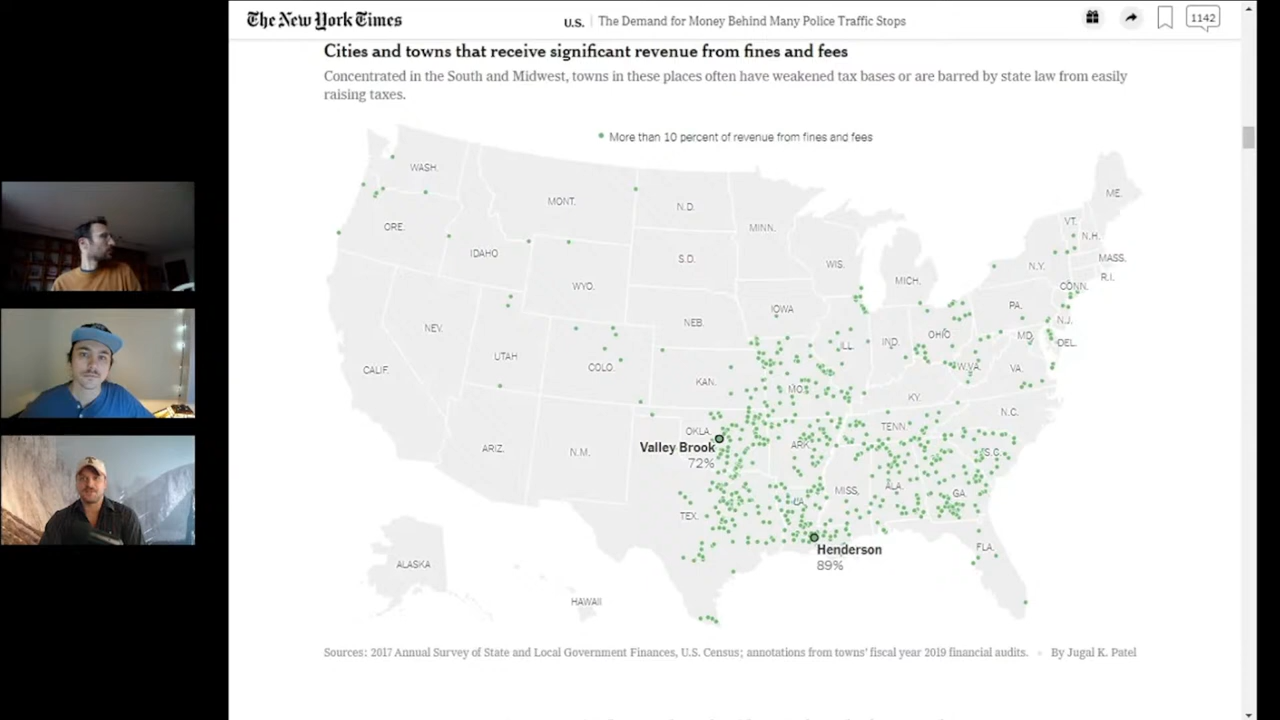 The New York Times
U.S. The Demand for Money Behind Many Police Traffic Stops
1142
Cities and towns that receive significant revenue from fines and fees
Concentrated in the South and Midwest, towns in these places often have weakened tax bases or are barred by state law from easily
raising taxes.
More than 10 percent of revenue from fines and fees
WASH.
MONT.
N.D.
MINN.
ME.
VT.
N.H.
ORE.
IDAHO
S.D.
WIS.
MICH.
N.Y.
MASS.
R.I.
CONN.
WYO.
NEB.
IOWA
PA.
N.J.
NEV.
UTAH
COLO.
ILL.
IND.
OHIO
MD.
DEL.
CALIF.
KAN.
MO.
KY.
W.VA.
VA.
ARIZ.
N.M.
OKLA.
Valley Brook
72%
ARK.
TENN.
N.C.
S.C.
TEX.
LA.
MISS.
ALA.
GA.
Henderson
89%
FLA.
ALASKA
HAWAII
Sources: 2017 Annual Survey of State and Local Government Finances, U.S. Census; annotations from towns' fiscal year 2019 financial audits. • By Jugal K. Patel